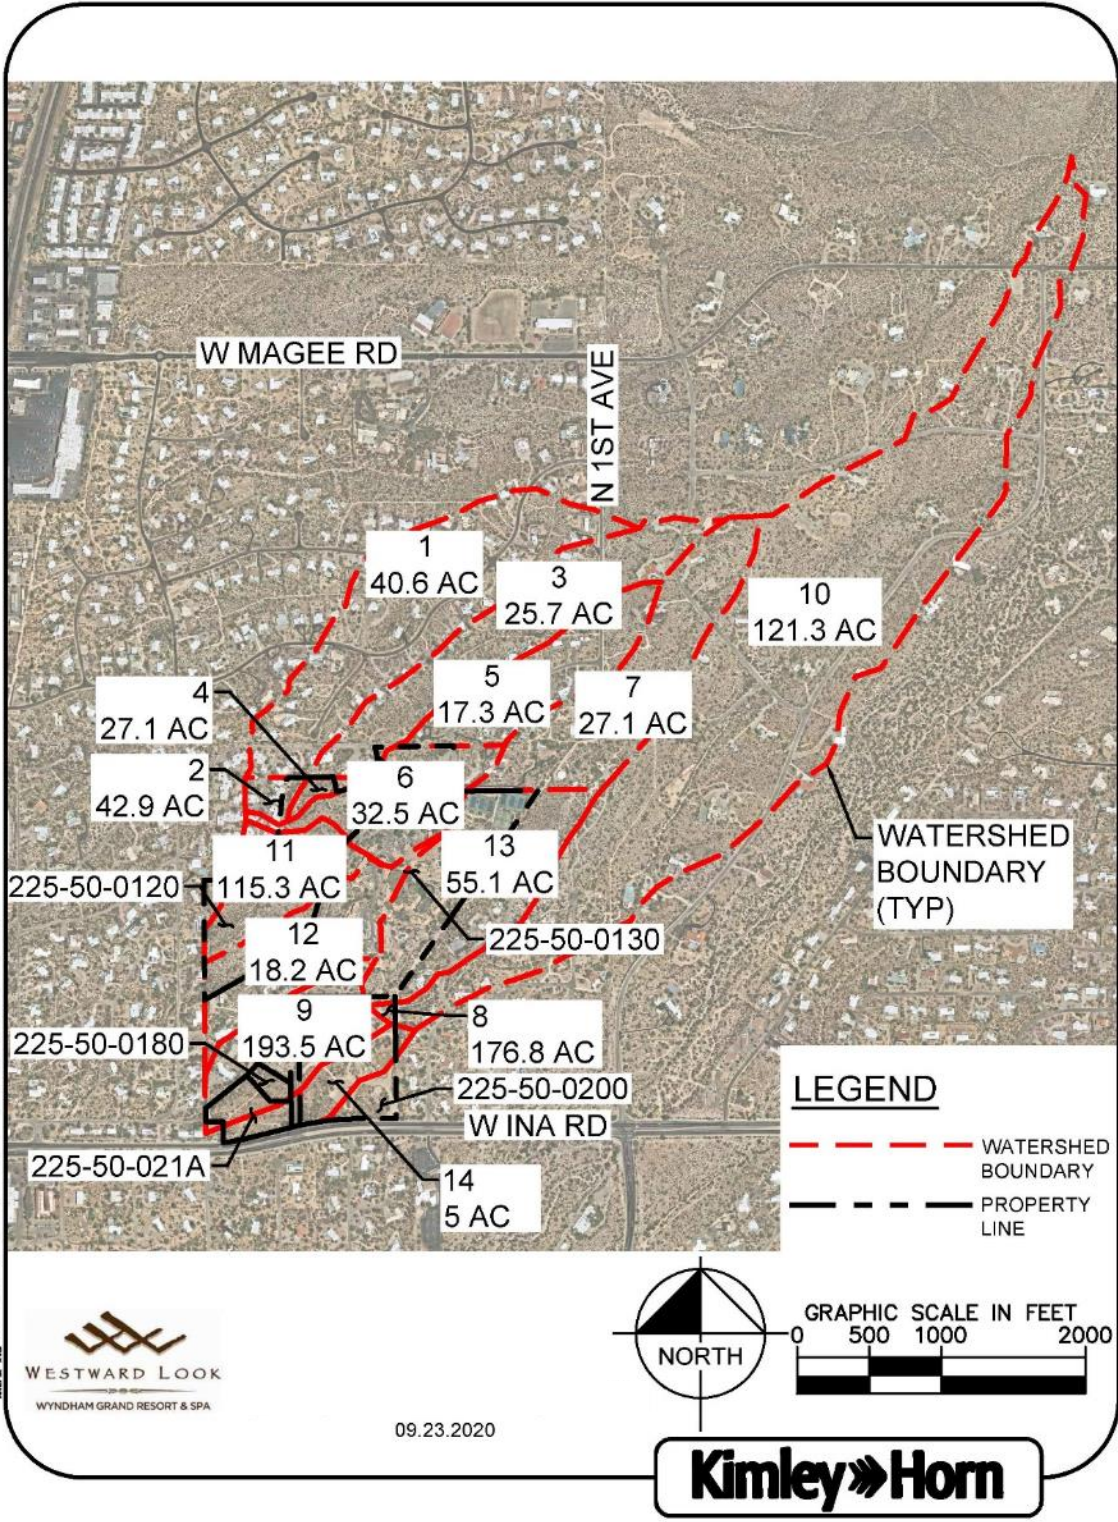 W MAGEE RD
N 1ST AVE
1
40.6 AC
3
25.7 AC
10
121.3 AC
5
17.3 AC
7
27.1 AC
4
27.1 AC
2
42.9 AC
6
32.5 AC
WATERSHED
BOUNDARY
(TYP)
11
115.3 AC
13
55.1 AC
225-50-0120
12
18.2 AC
225-50-0130
9
193.5 AC
8
176.8 AC
225-50-0180
225-50-0200
W INA RD
225-50-021A
14
5 AC
LEGEND
WATERSHED
BOUNDARY
PROPERTY
LINE
WESTWARD LOOK
WYNDHAM GRAND RESORT & SPA
NORTH
GRAPHIC SCALE IN FEET
0 500 1000 2000
09.23.2020
Kimley»Horn